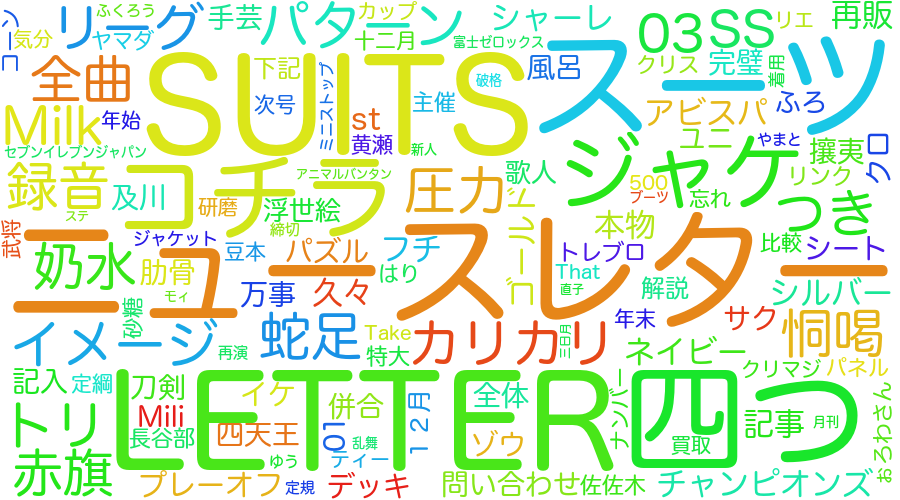 ふくろう
リグ
手芸
パターン
カップ
シャーレ
十二月
富士ゼロックス
03
SS
リエ
再販
コーン
気分
ヤマダ
全曲
SUITS
下記
次号
ミニストップ
破格
風呂
スーツ
クリス
完璧
着用
ふろ
Milk
年始
セブンイレブンジャパン
主催
st
黄瀬
新人
アビスパ
ユニ
やまと
攘夷
クロ
録音
コチラ
アニマルバンタン
圧力
歌人
ジャケ
500
ブーツ
忘れ
リンク
ステ
及川
研磨
浮世絵
締切
ゴールド
本物
つき
武将
ニュースレター
ジャケット
豆本
パズル
フチ
トレブロ
比較
シート
奶水
肋骨
はり
That
直子
解説
シルバー
砂糖
モィ
万事
久々
イメージ
再演
蛇足
Take
特大
カリカリ
三日月
年末
サク
恫喝
ネイビー
クリマジ
パネル
記入
定綱
刀剣
LETTER
イケ
併合
12月
全体
ナンバー
四つ
おろわさん
トリ
Mili
長谷部
四天王
01
乱舞
ティー
ゾウ
買取
記事
月刊
赤旗
プレーオフ
ゆう
定規
デッキ
問い合わせ
佐佐木
チャンピオンズ